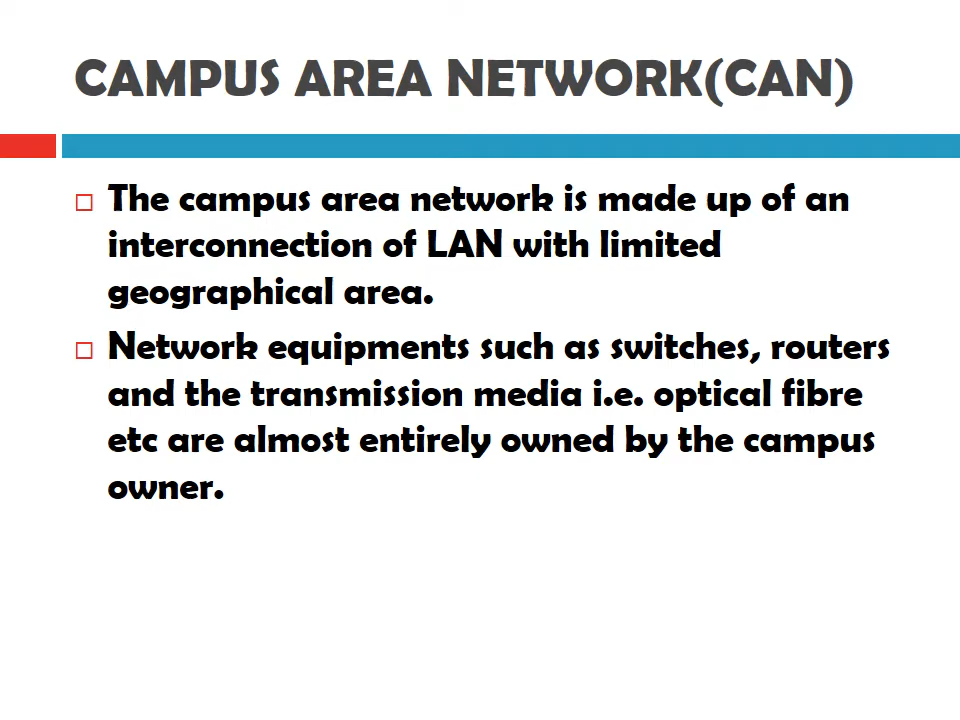 CAMPUS AREA NETWORK(CAN)
The campus area network is made up of an
interconnection of LAN with limited
geographical area.
Network equipments such as switches, routers
and the transmission media i.e. optical fibre
etc are almost entirely owned by the campus
owner.